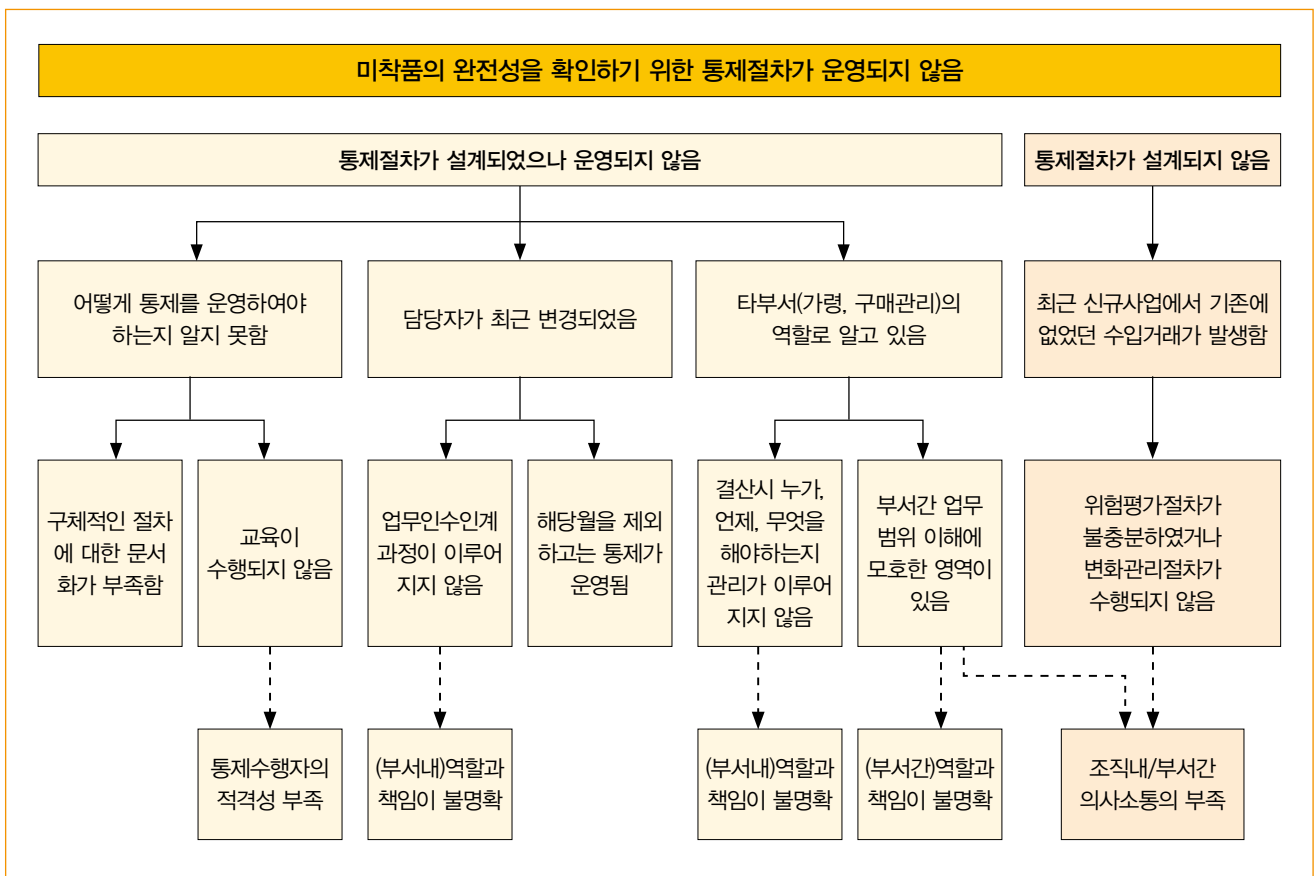 미착품의 완전성을 확인하기 위한 통제절차가 운영되지 않음
통제절차가 설계되었으나 운영되지 않음
통제절차가 설계되지 않음
어떻게 통제를 운영하여야
하는지 알지 못함
담당자가 최근 변경되었음
타부서(가령, 구매관리)의
역할로 알고 있음
최근 신규사업에서 기존에
없었던 수입거래가 발생함
구체적인 절차
에 대한 문서
화가 부족함
교육이
수행되지 않음
업무인수인계
과정이 이루어
지지 않음
해당월을 제외
하고는 통제가
운영됨
결산시 누가,
언제, 무엇을
해야하는지
관리가 이루어
지지 않음
부서간 업무
범위 이해에
모호한 영역이
있음
위험평가절차가
불충분하였거나
변화관리절차가
수행되지 않음
통제수행자의
적격성 부족
(부서내)역할과
책임이 불명확
(부서내)역할과
책임이 불명확
(부서간)역할과
책임이 불명확
조직내/부서간
의사소통의 부족